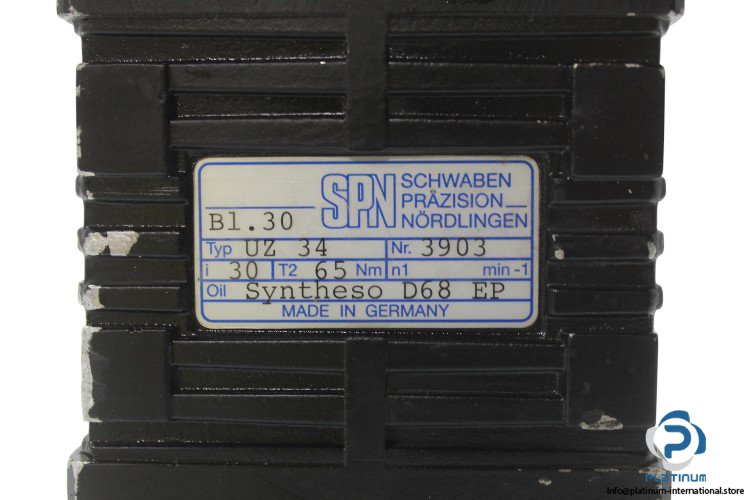 SPN SCHWABEN
PRÄZISION
NÖRDLINGEN
B1.30
Typ UZ 34 Nr. 3903
i 30 T2 65 Nm n1 min -1
Oil Syntheso D68 EP
MADE IN GERMANY
PLATINUM
Info@platinum-international.store